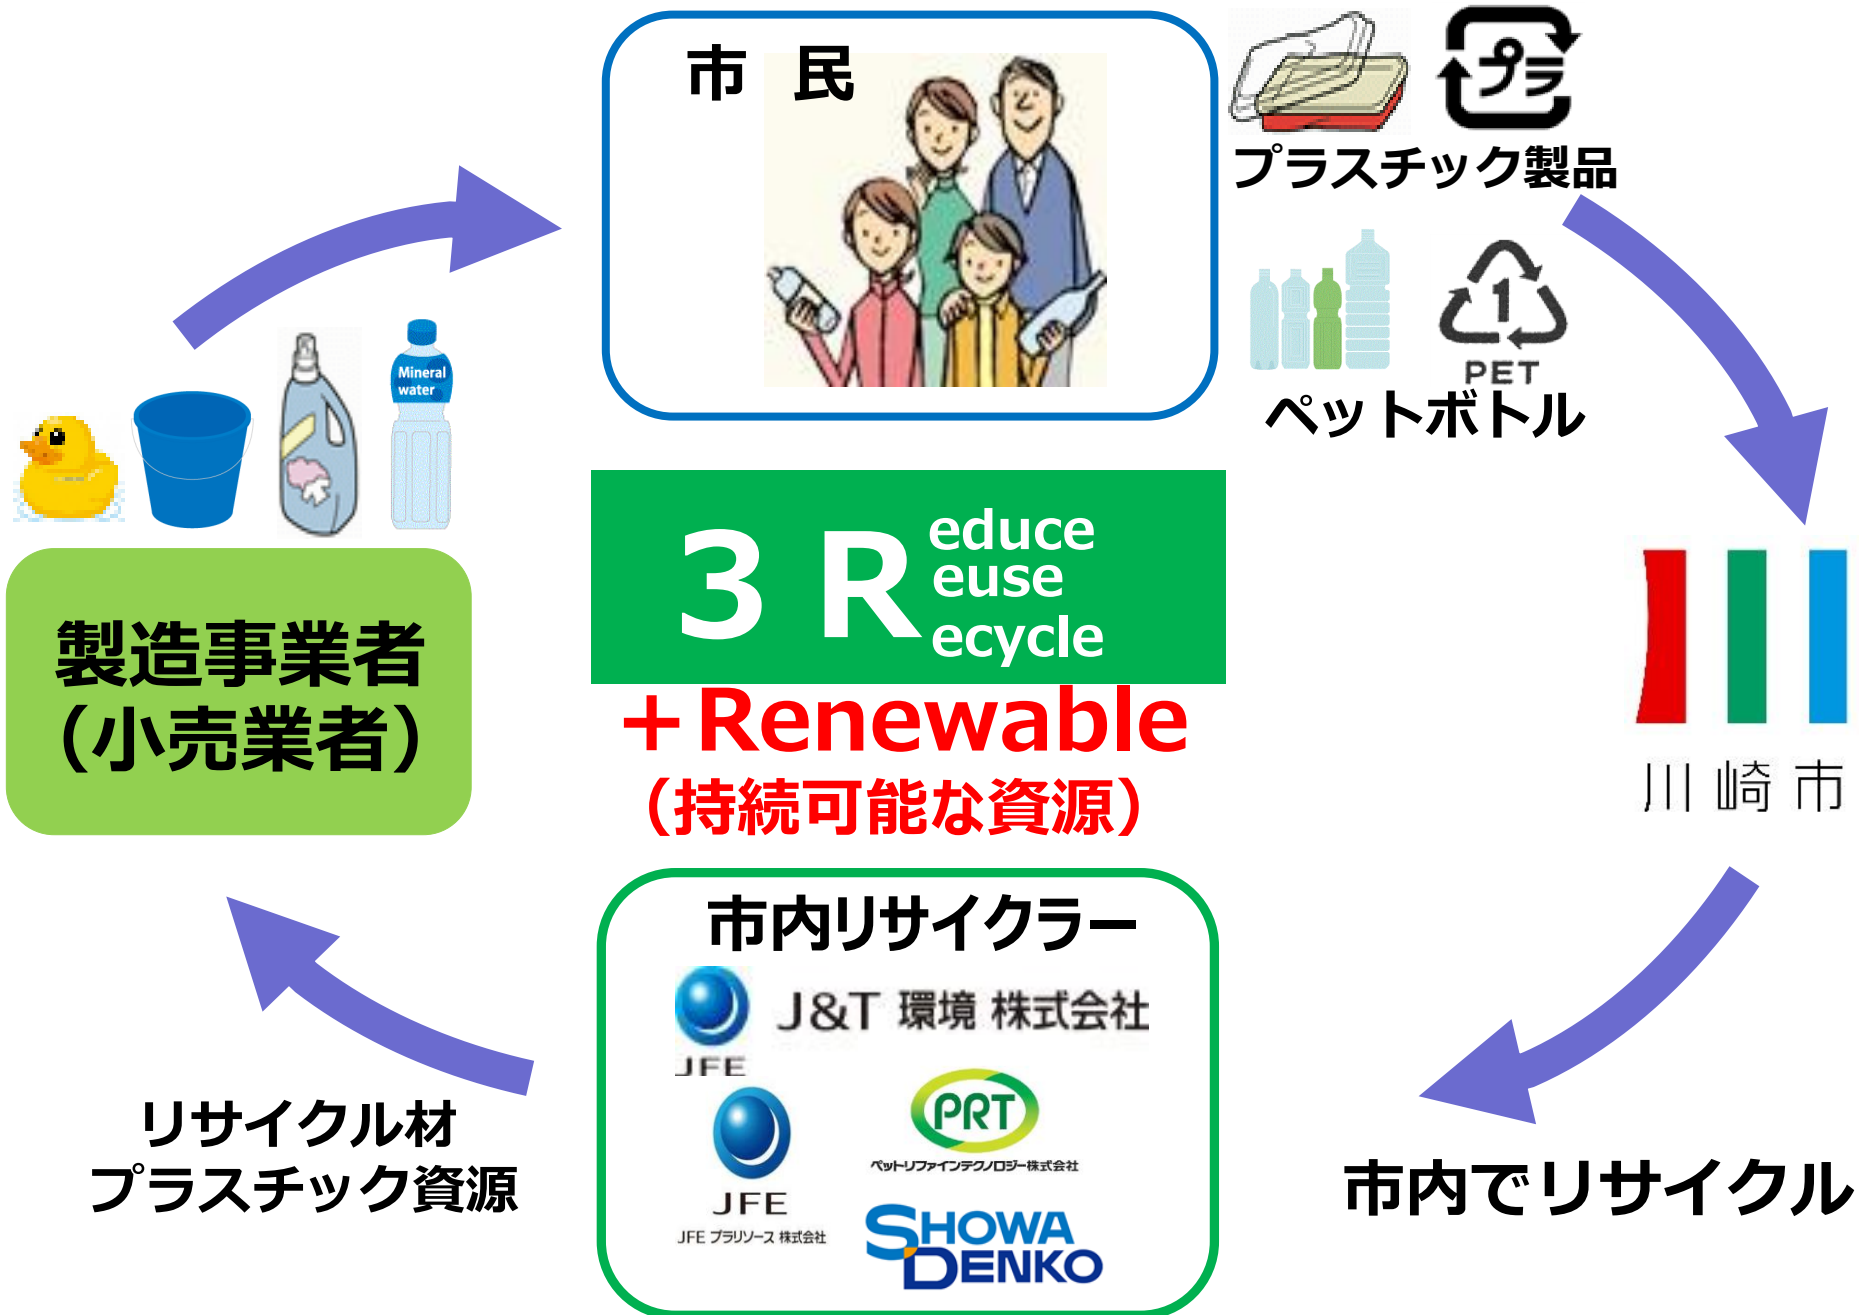 市 民
プラ
プラスチック製品
1
PET
ペットボトル
Mineral
water
製造事業者
（小売業者）
３Ｒ educe
euse
ecycle
＋Renewable
（持続可能な資源）
川崎市
市内リサイクラー
JFE
J&T 環境 株式会社
JFE
JFE プラリソース 株式会社
PRT
ペットリファインテクノロジー株式会社
SHOWA
DENKO
リサイクル材
プラスチック資源
市内でリサイクル